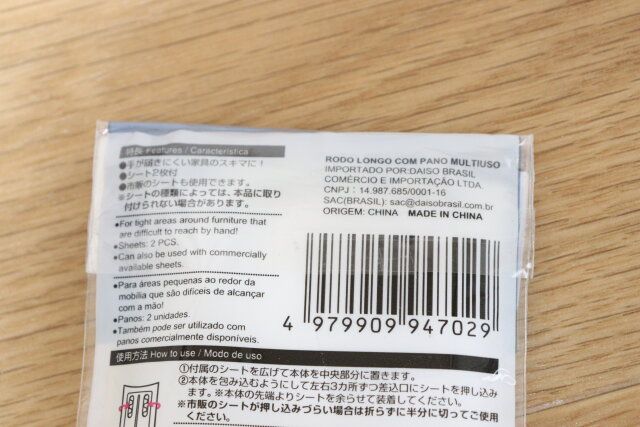 特長 Features / Característica
●手が届きにくい家具のスキマに!
●シート2枚付
●市販のシートも使用できます。
※シートの種類によっては、本品に取り
付けられない場合があります。
●For tight areas around furniture that
are difficult to reach by hand!
●Sheets: 2 PCS.
●Can also be used with commercially
available sheets.
●Para áreas pequenas ao redor da
mobília que são difíceis de alcançar
com a mão!
●Panos: 2 unidades.
●Também pode ser utilizado com
panos comercialmente disponíveis.
RODO LONGO COM PANO MULTIUSO
IMPORTADO POR:DAISO BRASIL
COMÉRCIO E IMPORTAÇÃO LTDA.
CNPJ : 14.987.685/0001-16
SAC(BRASIL): sac@daisobrasil.com.br
ORIGEM: CHINA MADE IN CHINA
4 979909 947029
使用方法 How to use / Modo de uso
①付属のシートを広げて本体を中央部分に置きます。
②本体を包み込むようにして左右3カ所ずつ差込口にシートを押し込み
ます。※本体の先端よりシートを余らせて装着してください。
※市販のシートが押し込みづらい場合は折らずに半分に切ってご使用
ください。